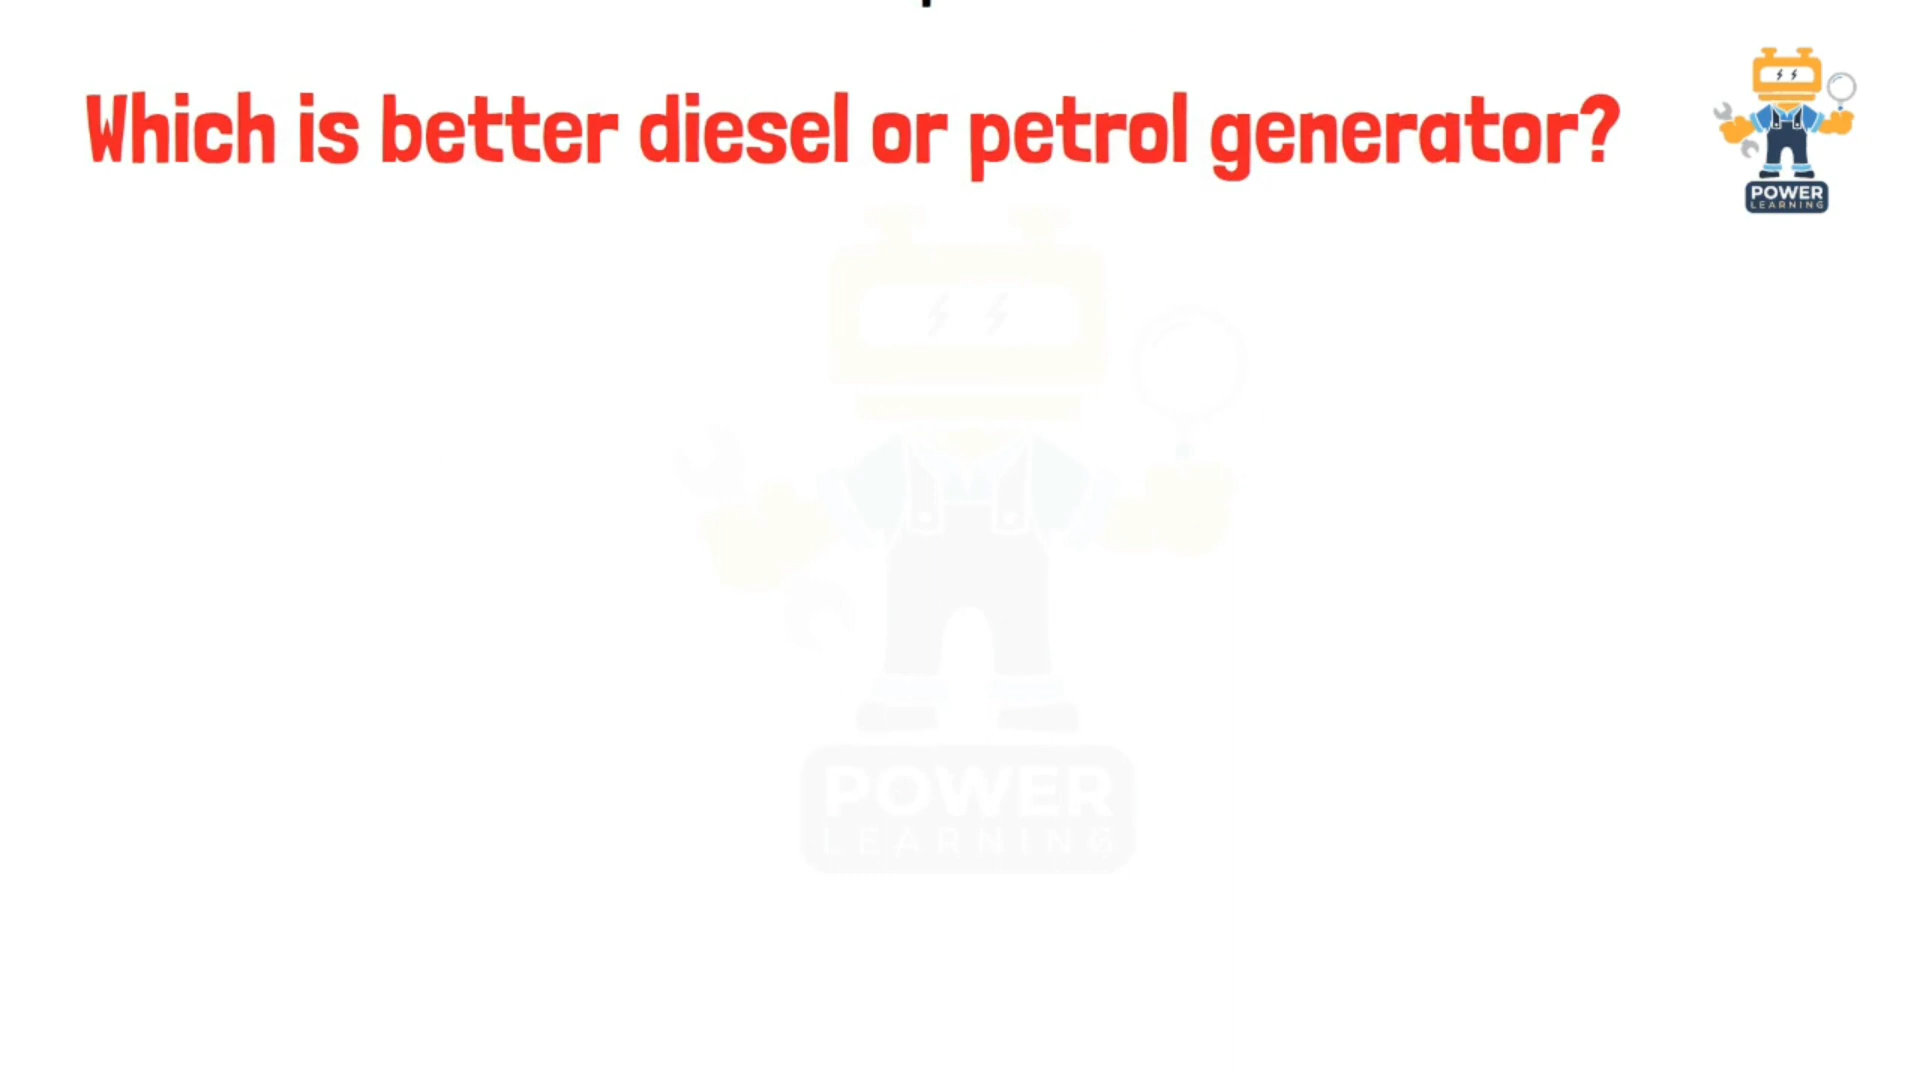 Which is better diesel or petrol generator?
POWER
LEARNING
POWER
LEARNING